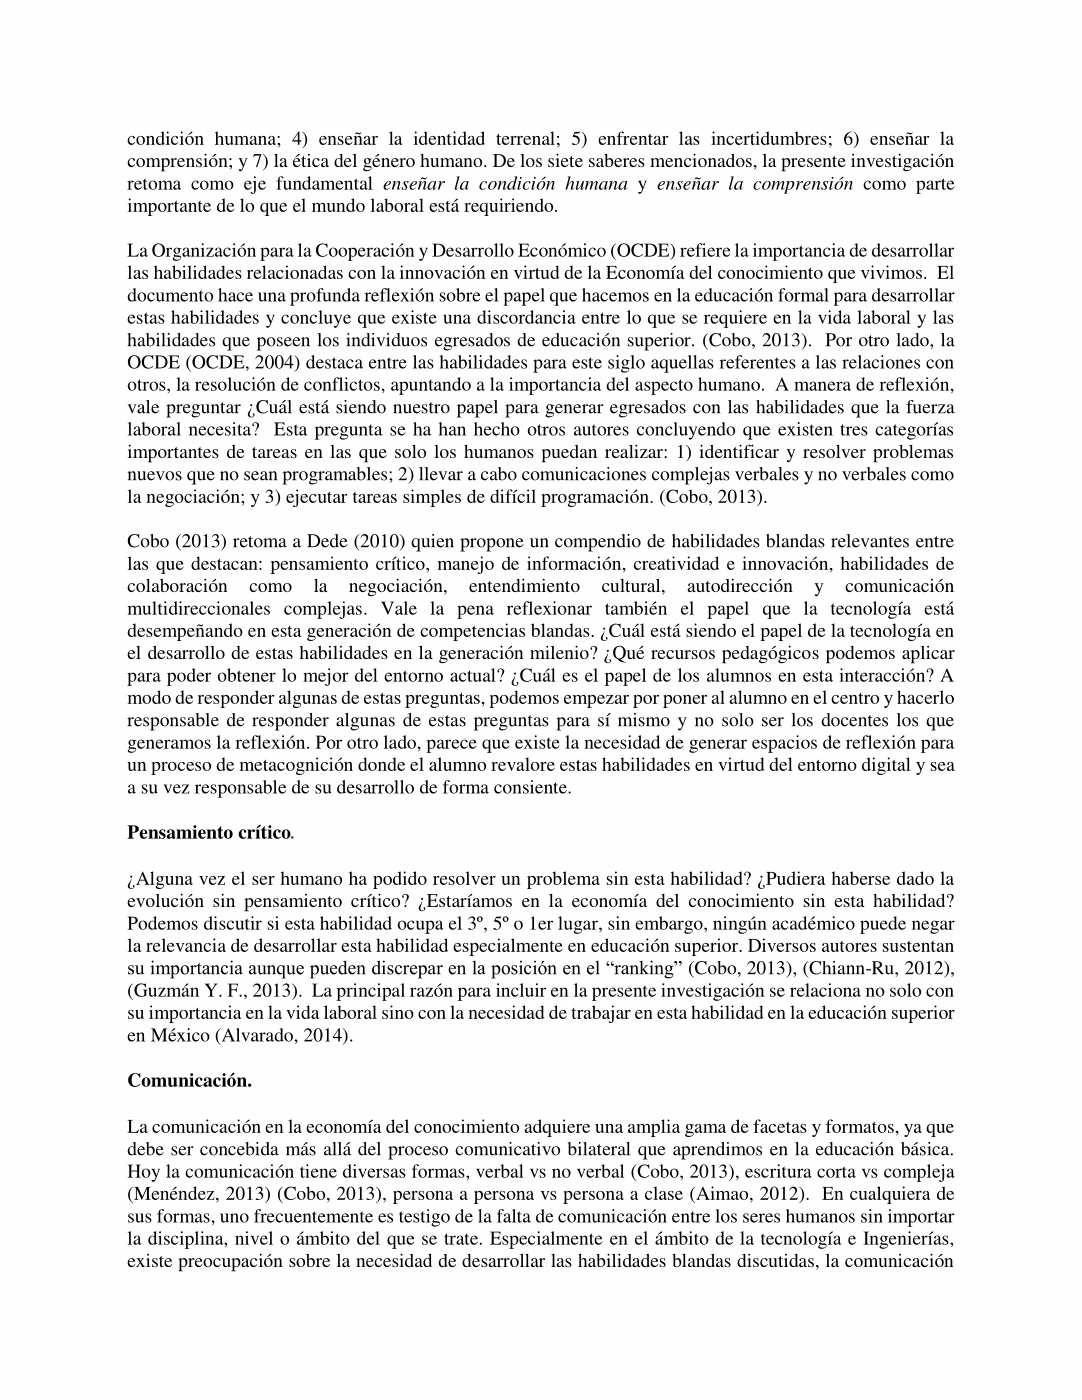 condición humana; 4) enseñar la identidad terrenal; 5) enfrentar las incertidumbres; 6) enseñar la
comprensión; y 7) la ética del género humano. De los siete saberes mencionados, la presente investigación
retoma como eje fundamental enseñar la condición humana y enseñar la comprensión como parte
importante de lo que el mundo laboral está requiriendo.
La Organización para la Cooperación y Desarrollo Económico (OCDE) refiere la importancia de desarrollar
las habilidades relacionadas con la innovación en virtud de la Economía del conocimiento que vivimos. El
documento hace una profunda reflexión sobre el papel que hacemos en la educación formal para desarrollar
estas habilidades y concluye que existe una discordancia entre lo que se requiere en la vida laboral y las
habilidades que poseen los individuos egresados de educación superior. (Cobo, 2013). Por otro lado, la
OCDE (OCDE, 2004) destaca entre las habilidades para este siglo aquellas referentes a las relaciones con
otros, la resolución de conflictos, apuntando a la importancia del aspecto humano. A manera de reflexión,
vale preguntar ¿Cuál está siendo nuestro papel para generar egresados con las habilidades que la fuerza
laboral necesita? Esta pregunta se ha han hecho otros autores concluyendo que existen tres categorías
importantes de tareas en las que solo los humanos puedan realizar: 1) identificar y resolver problemas
nuevos que no sean programables; 2) llevar a cabo comunicaciones complejas verbales y no verbales como
la negociación; y 3) ejecutar tareas simples de difícil programación. (Cobo, 2013).
Cobo (2013) retoma a Dede (2010) quien propone un compendio de habilidades blandas relevantes entre
las que destacan: pensamiento crítico, manejo de información, creatividad e innovación, habilidades de
colaboración como la negociación, entendimiento cultural, autodirección y comunicación
multidireccionales complejas. Vale la pena reflexionar también el papel que la tecnología está
desempeñando en esta generación de competencias blandas. ¿Cuál está siendo el papel de la tecnología en
el desarrollo de estas habilidades en la generación milenio? ¿Qué recursos pedagógicos podemos aplicar
para poder obtener lo mejor del entorno actual? ¿Cuál es el papel de los alumnos en esta interacción? A
modo de responder algunas de estas preguntas, podemos empezar por poner al alumno en el centro y hacerlo
responsable de responder algunas de estas preguntas para sí mismo y no solo ser los docentes los que
generamos la reflexión. Por otro lado, parece que existe la necesidad de generar espacios de reflexión para
un proceso de metacognición donde el alumno revalore estas habilidades en virtud del entorno digital y sea
a su vez responsable de su desarrollo de forma consiente.
Pensamiento crítico.
¿Alguna vez el ser humano ha podido resolver un problema sin esta habilidad? ¿Pudiera haberse dado la
evolución sin pensamiento crítico? ¿Estaríamos en la economía del conocimiento sin esta habilidad?
Podemos discutir si esta habilidad ocupa el 3º, 5º o 1er lugar, sin embargo, ningún académico puede negar
la relevancia de desarrollar esta habilidad especialmente en educación superior. Diversos autores sustentan
su importancia aunque pueden discrepar en la posición en el “ranking” (Cobo, 2013), (Chiann-Ru, 2012),
(Guzmán Y. F., 2013). La principal razón para incluir en la presente investigación se relaciona no solo con
su importancia en la vida laboral sino con la necesidad de trabajar en esta habilidad en la educación superior
en México (Alvarado, 2014).
Comunicación.
La comunicación en la economía del conocimiento adquiere una amplia gama de facetas y formatos, ya que
debe ser concebida más allá del proceso comunicativo bilateral que aprendimos en la educación básica.
Hoy la comunicación tiene diversas formas, verbal vs no verbal (Cobo, 2013), escritura corta vs compleja
(Menéndez, 2013) (Cobo, 2013), persona a persona vs persona a clase (Aimao, 2012). En cualquiera de
sus formas, uno frecuentemente es testigo de la falta de comunicación entre los seres humanos sin importar
la disciplina, nivel o ámbito del que se trate. Especialmente en el ámbito de la tecnología e Ingenierías,
existe preocupación sobre la necesidad de desarrollar las habilidades blandas discutidas, la comunicación